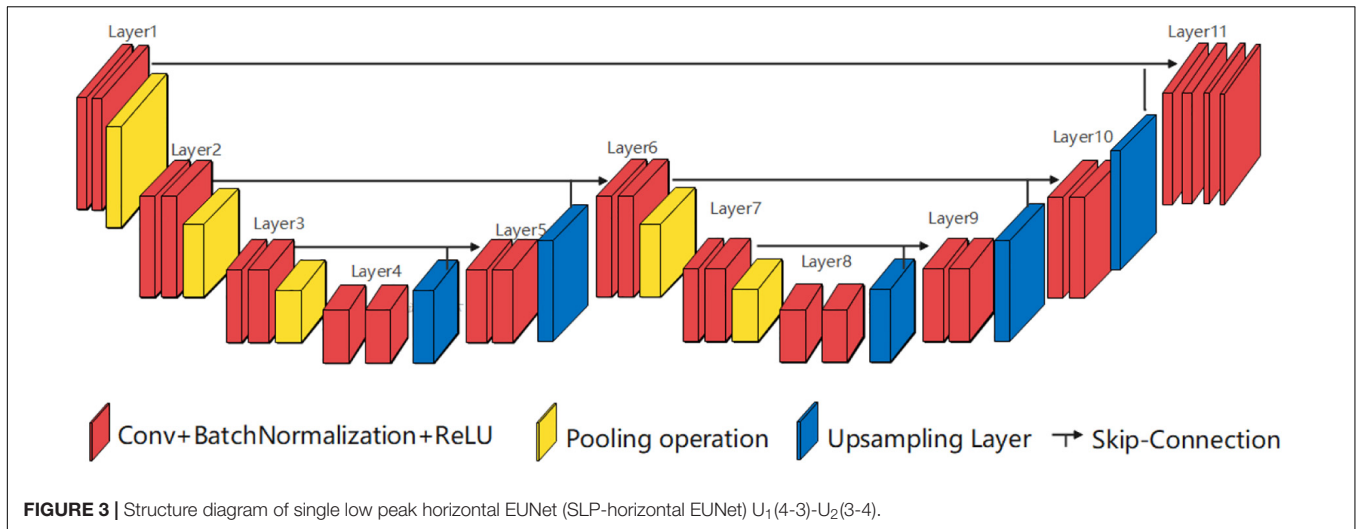 Layer1
Layer11
Layer2
Layer6
Layer10
Layer3
Layer7
Layer5
Layer9
Layer4
Layer8
Conv+BatchNormalization+ReLU
Pooling operation
Upsampling Layer
Skip-Connection
FIGURE 3 | Structure diagram of single low peak horizontal EUNet (SLP-horizontal EUNet) U₁(4-3)-U₂(3-4).